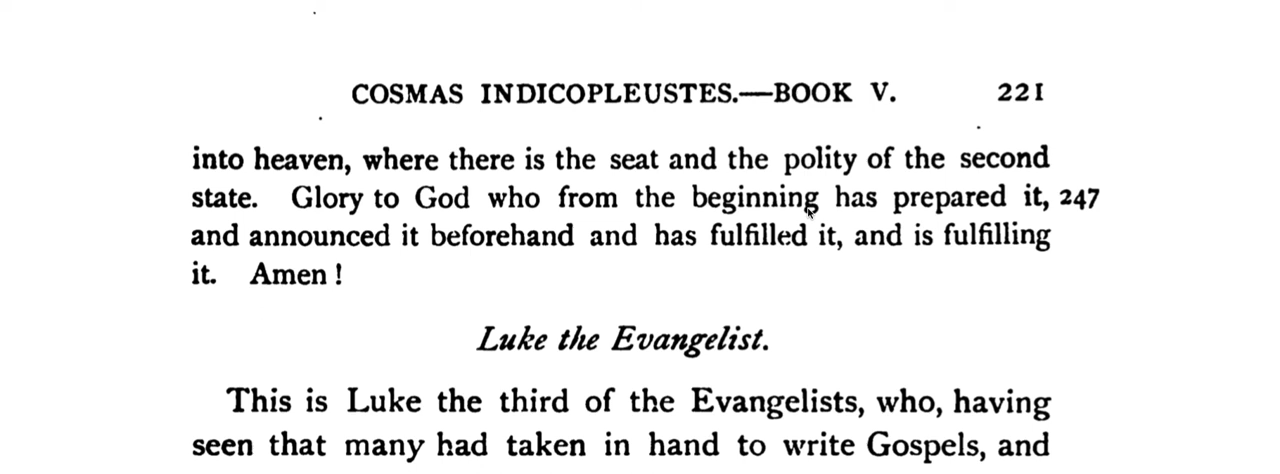 COSMAS INDICOPLEUSTES.—BOOK V. 221
into heaven, where there is the seat and the polity of the second
state. Glory to God who from the beginning has prepared it, 247
and announced it beforehand and has fulfilled it, and is fulfilling
it. Amen !
Luke the Evangelist.
This is Luke the third of the Evangelists, who, having
seen that many had taken in hand to write Gospels, and